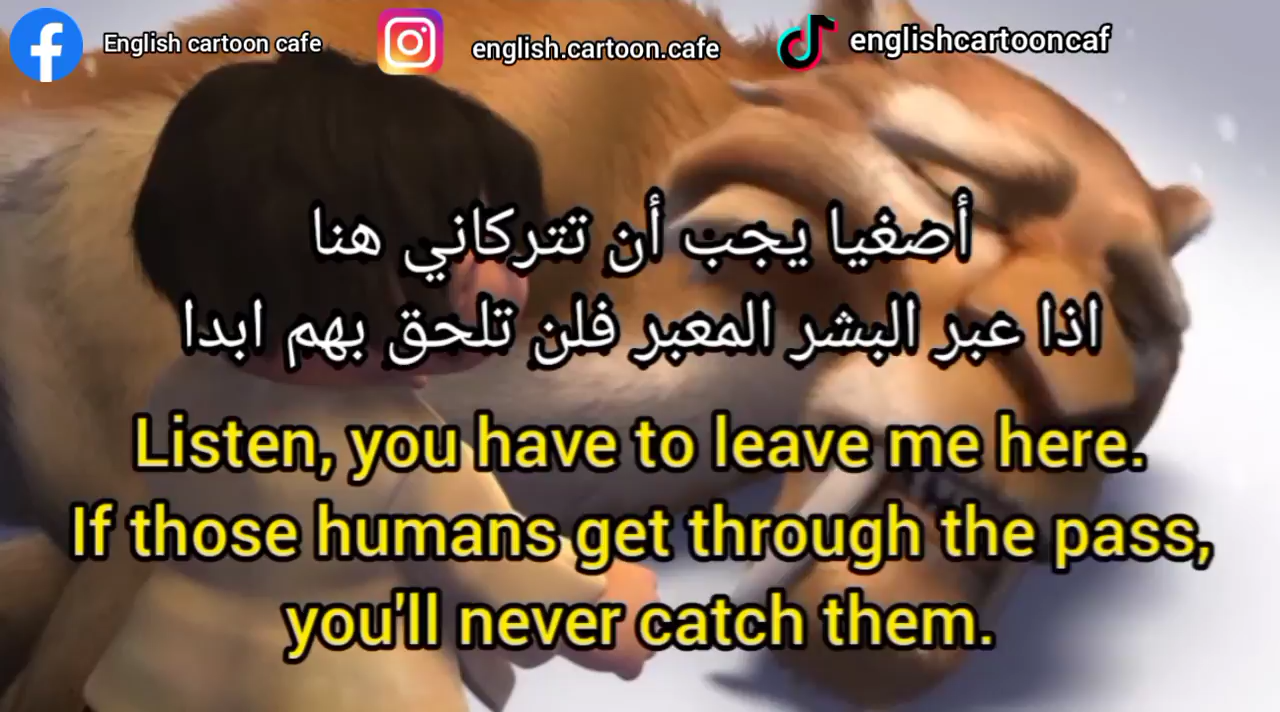 English cartoon cafe
english.cartoon.cafe
englishcartooncaf
أضغيا يجب أن تتركاني هنا
اذا عبر البشر المعبر فلن تلحق بهم ابدا
Listen, you have to leave me here.
If those humans get through the pass,
you'll never catch them.